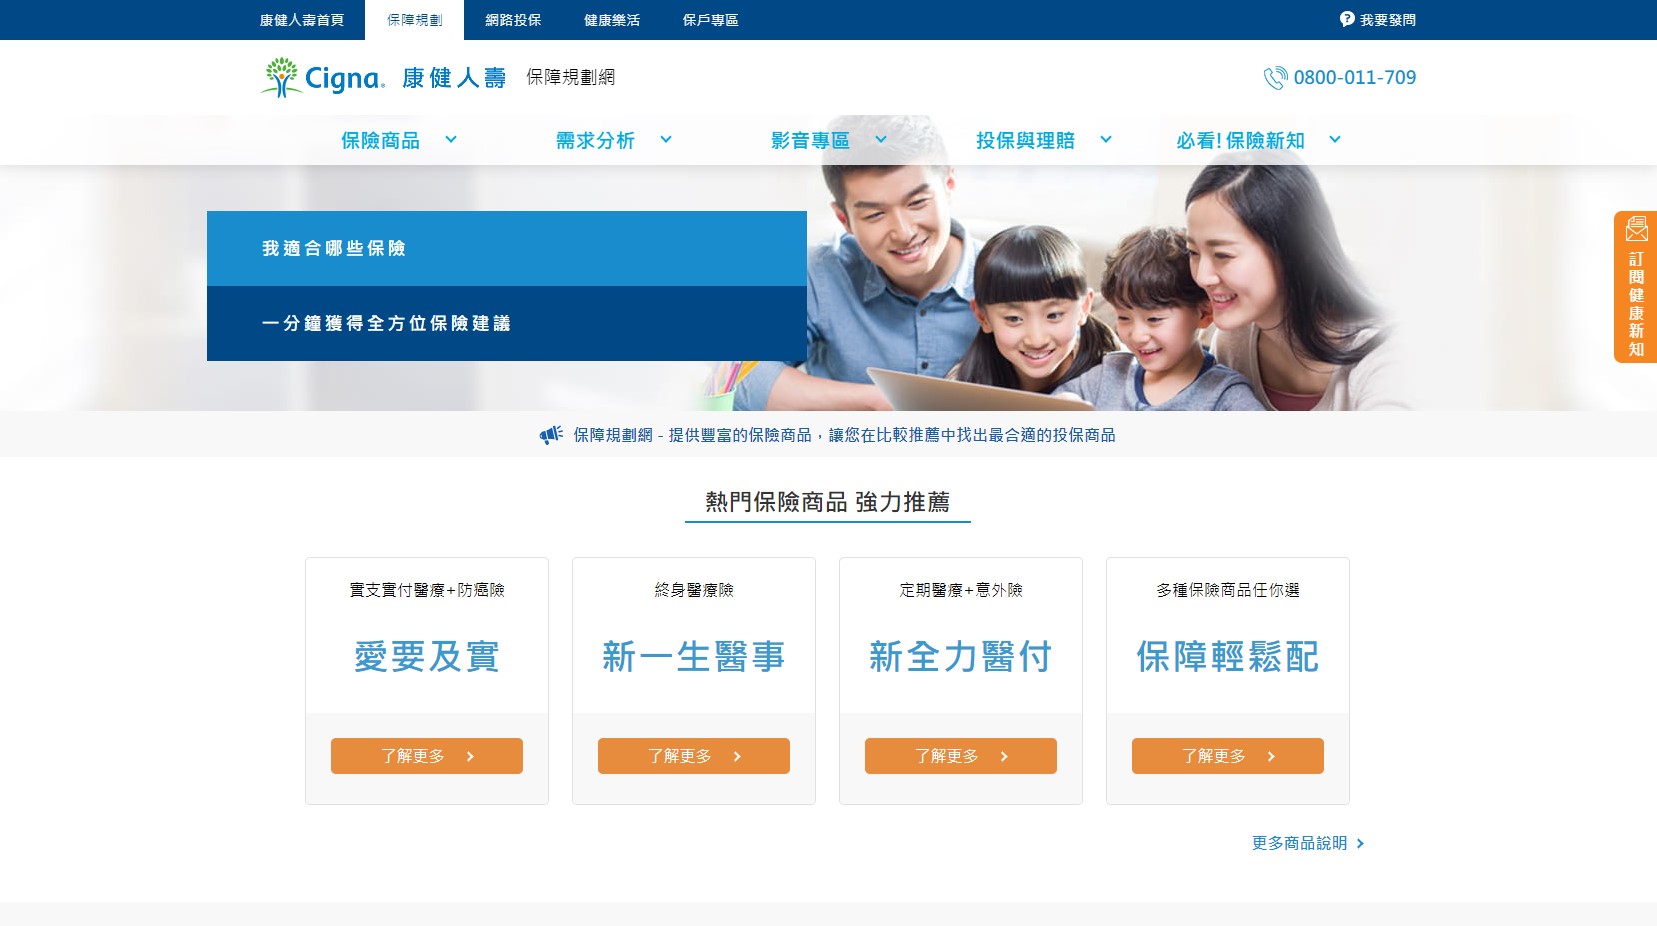 康健人壽首頁 保障規劃 網路投保 健康樂活 保戶專區 我要發問
Cigna 康健人壽 保障規劃網 0800-011-709
保險商品 需求分析 影音專區 投保與理賠 必看!保險新知
我適合哪些保險
一分鐘獲得全方位保險建議
訂閱健康新知
保障規劃網 - 提供豐富的保險商品，讓您在比較推薦中找出最合適的投保商品
熱門保險商品 強力推薦
實支實付醫療+防癌險
愛要及實
了解更多
終身醫療險
新一生醫事
了解更多
定期醫療+意外險
新全力醫付
了解更多
多種保險商品任你選
保障輕鬆配
了解更多
更多商品說明